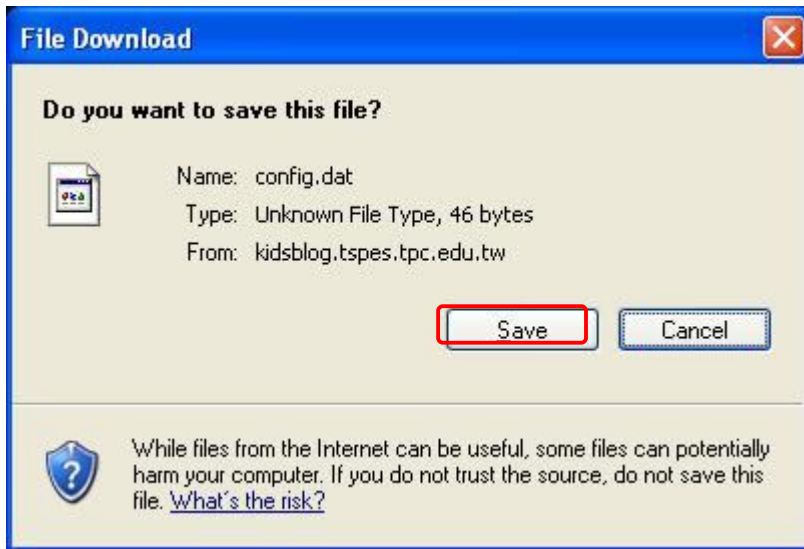 File Download
Do you want to save this file?
Name: config.dat
Type: Unknown File Type, 46 bytes
From: kidsblog.tspes.tpc.edu.tw
Save Cancel
While files from the Internet can be useful, some files can potentially
harm your computer. If you do not trust the source, do not save this
file. What's the risk?